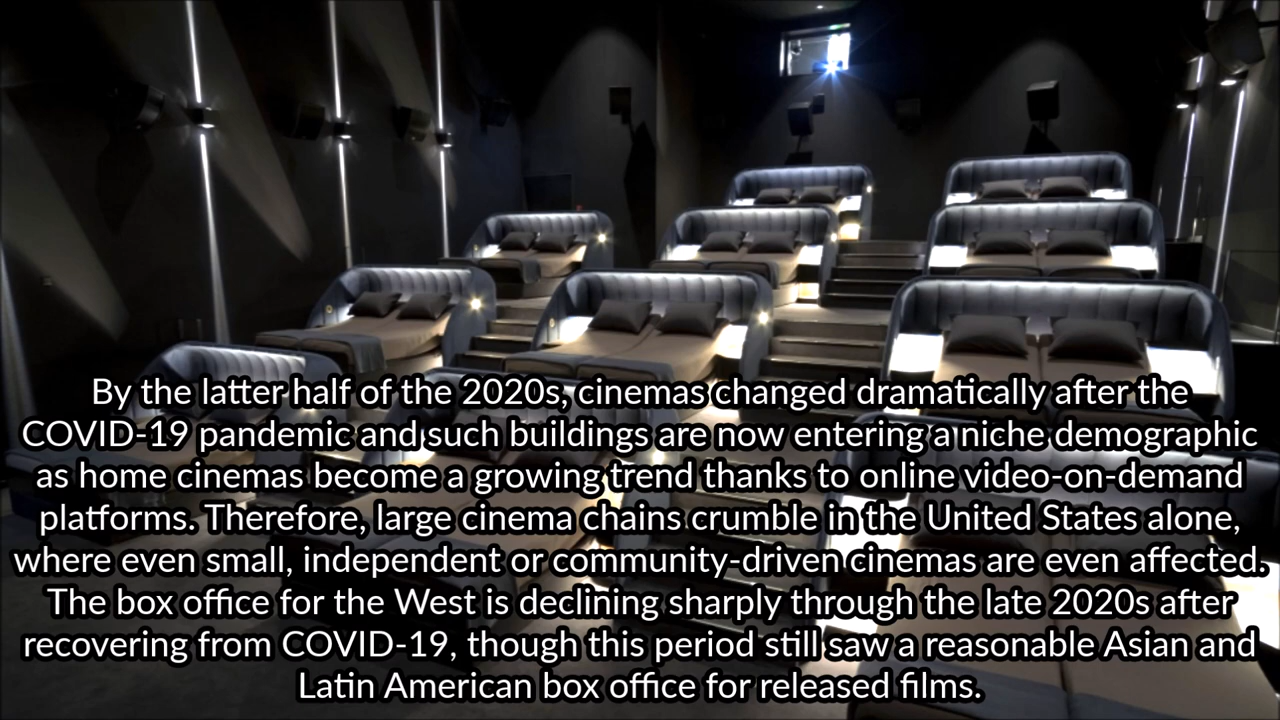 By the latter half of the 2020s, cinemas changed dramatically after the
COVID-19 pandemic and such buildings are now entering a niche demographic
as home cinemas become a growing trend thanks to online video-on-demand
platforms. Therefore, large cinema chains crumble in the United States alone,
where even small, independent or community-driven cinemas are even affected.
The box office for the West is declining sharply through the late 2020s after
recovering from COVID-19, though this period still saw a reasonable Asian and
Latin American box office for released films.